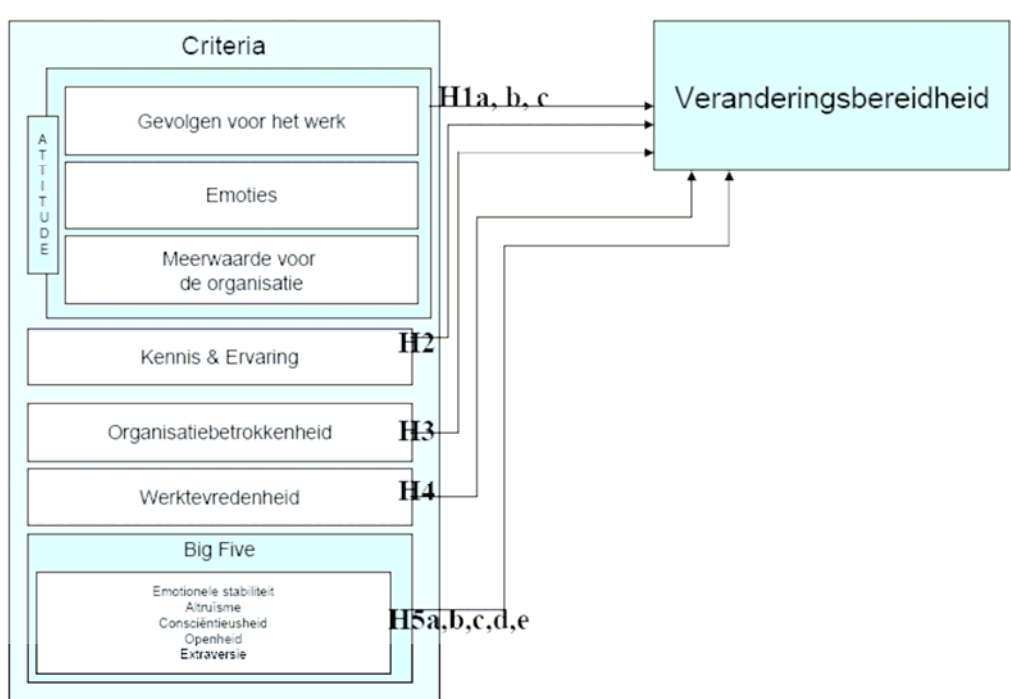 Criteria
ATTITUDE
Gevolgen voor het werk
Emoties
Meerwaarde voor
de organisatie
H1a, b, c
Veranderingsbereidheid
Kennis & Ervaring
H2
Organisatiebetrokkenheid
H3
Werktevredenheid
H4
Big Five
Emotionele stabiliteit
Altruïsme
Consciëntieusheid
Openheid
Extraversie
H5a,b,c,d,e